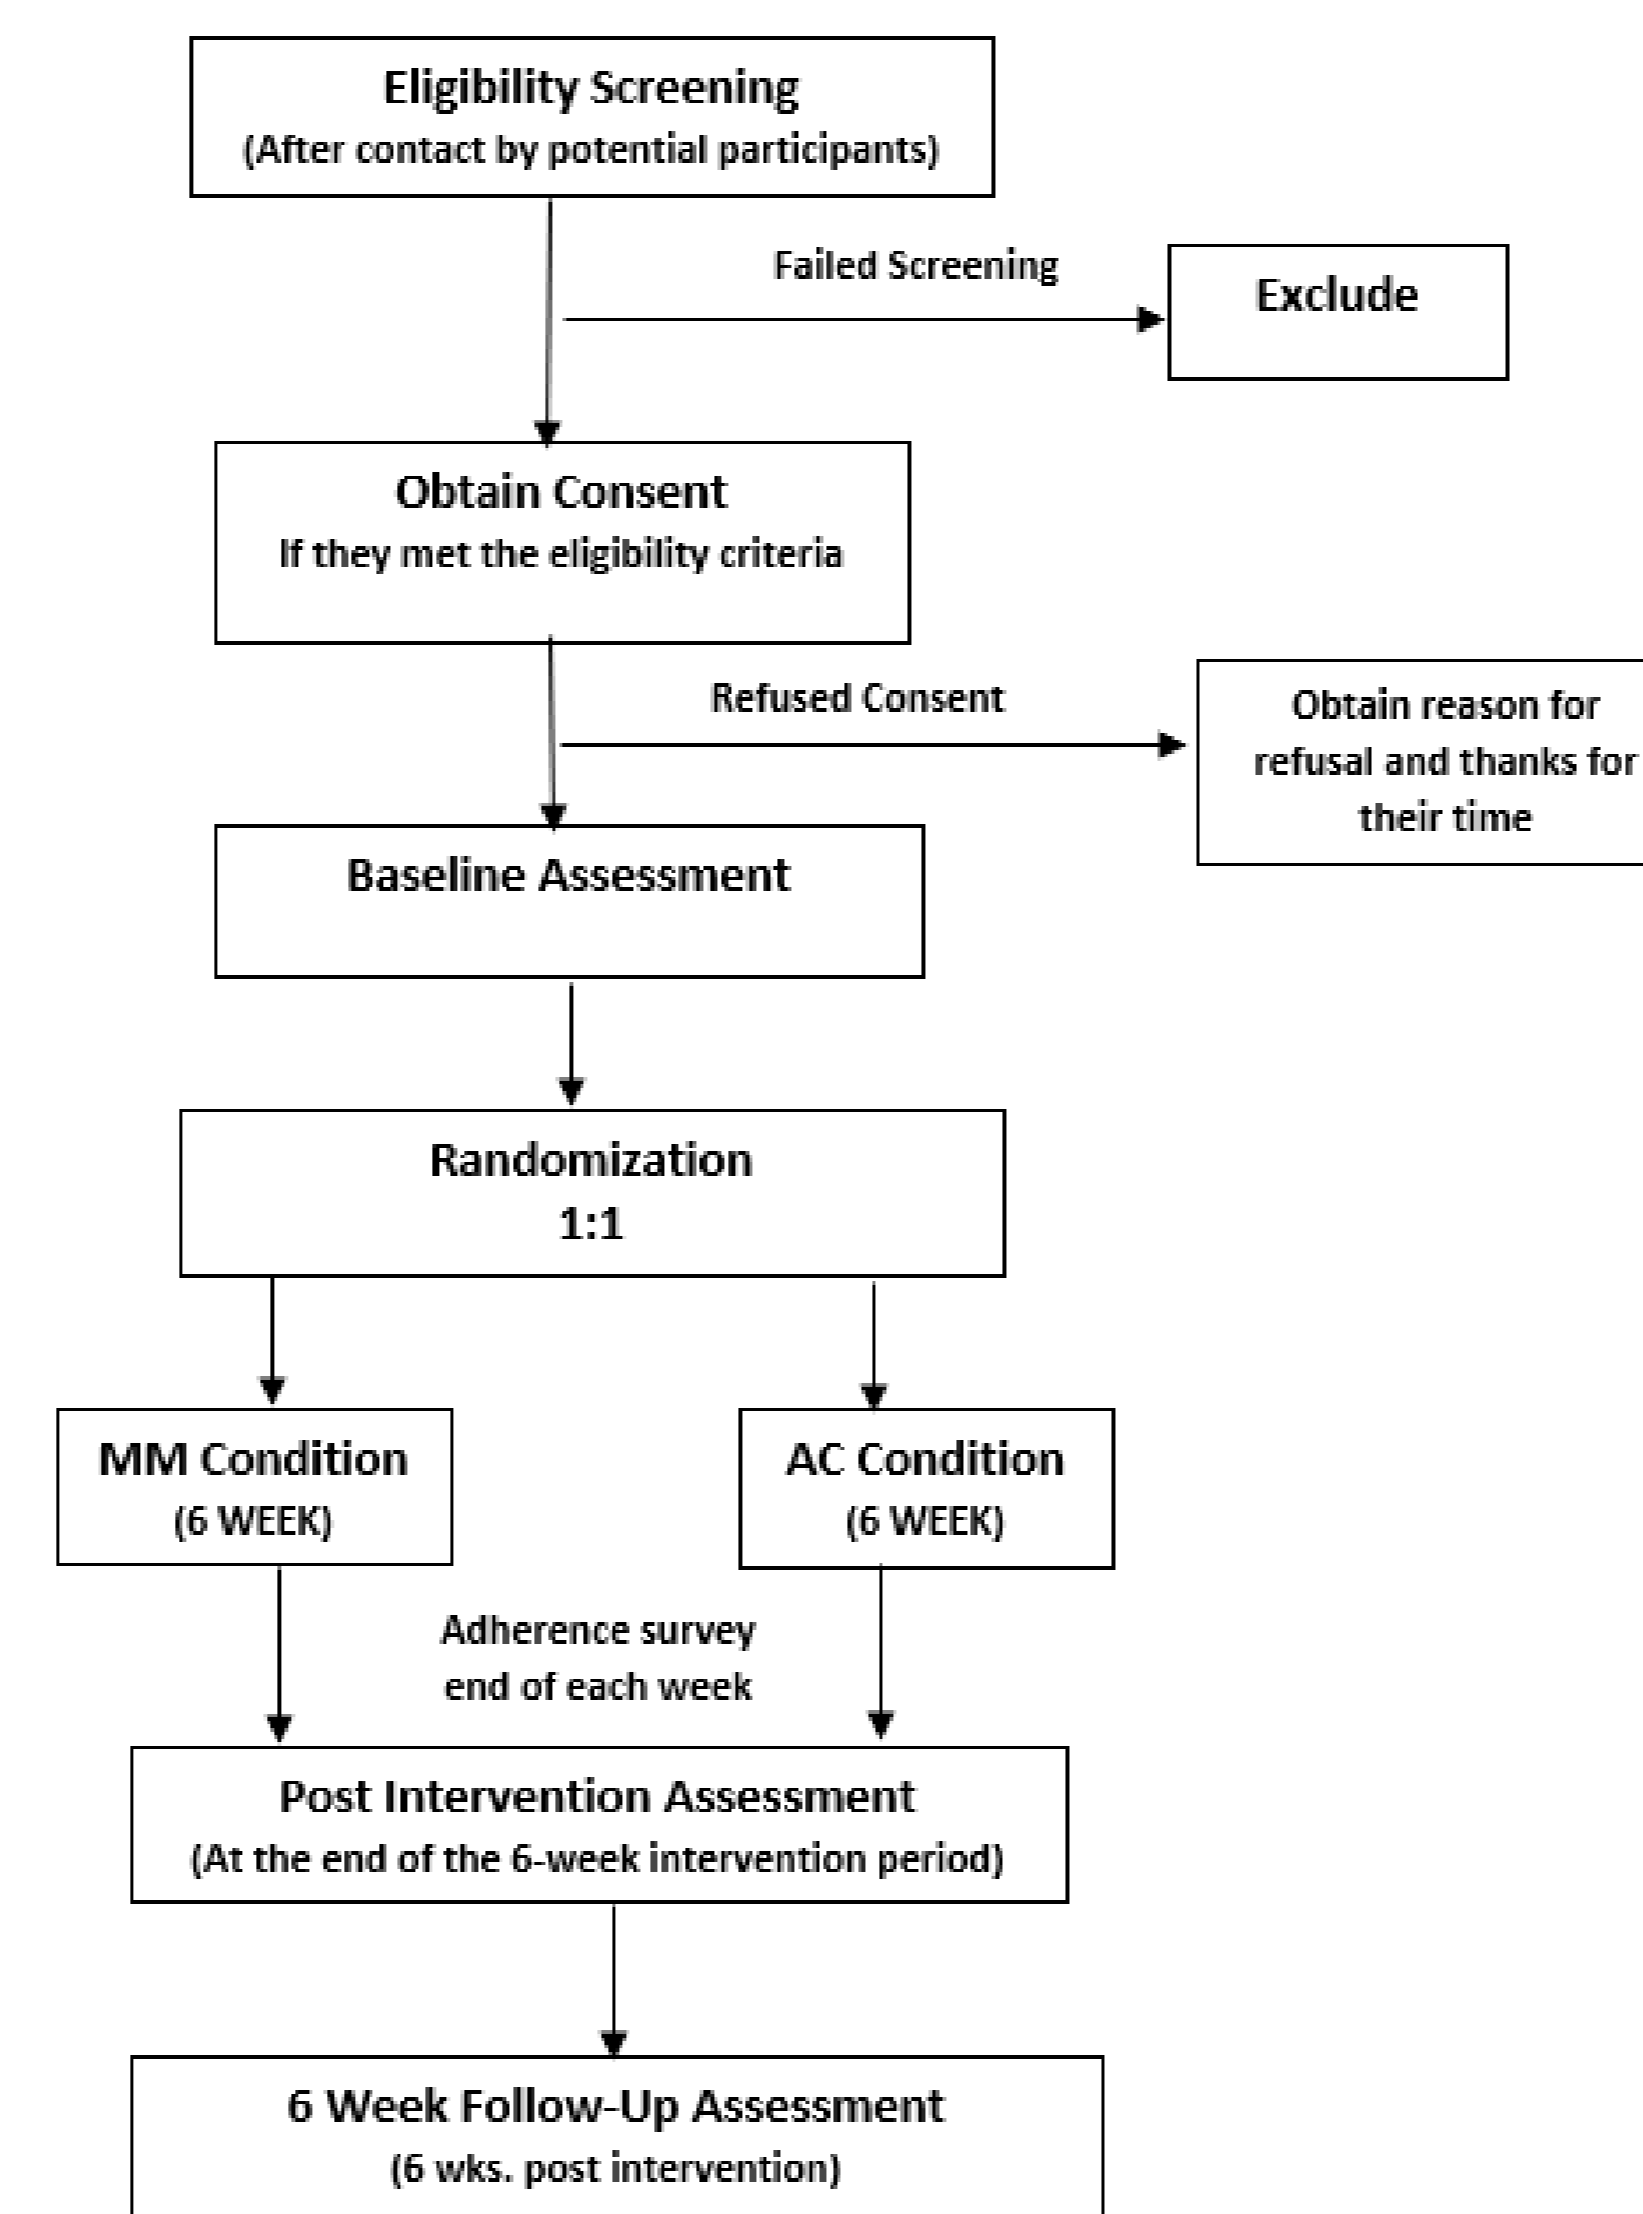 Eligibility Screening
(After contact by potential participants)
Failed Screening
Exclude
Obtain Consent
If they met the eligibility criteria
Refused Consent
Obtain reason for
refusal and thanks for
their time
Baseline Assessment
Randomization
1:1
MM Condition
(6 WEEK)
AC Condition
(6 WEEK)
Adherence survey
end of each week
Post Intervention Assessment
(At the end of the 6-week intervention period)
6 Week Follow-Up Assessment
(6 wks. post intervention)